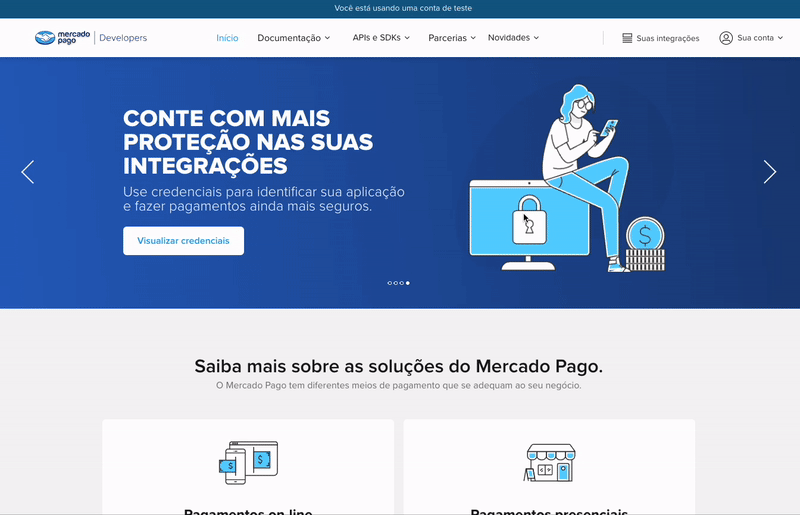 Você está usando uma conta de teste
mercado pago | Developers
Início
Documentação
APIs e SDKs
Parcerias
Novidades
Suas integrações
Sua conta
CONTE COM MAIS
PROTEÇÃO NAS SUAS
INTEGRAÇÕES
Use credenciais para identificar sua aplicação
e fazer pagamentos ainda mais seguros.
Visualizar credenciais
$
Saiba mais sobre as soluções do Mercado Pago.
O Mercado Pago tem diferentes meios de pagamento que se adequam ao seu negócio.
$ $
Pagamentos on-line
Pagamentos presenciais